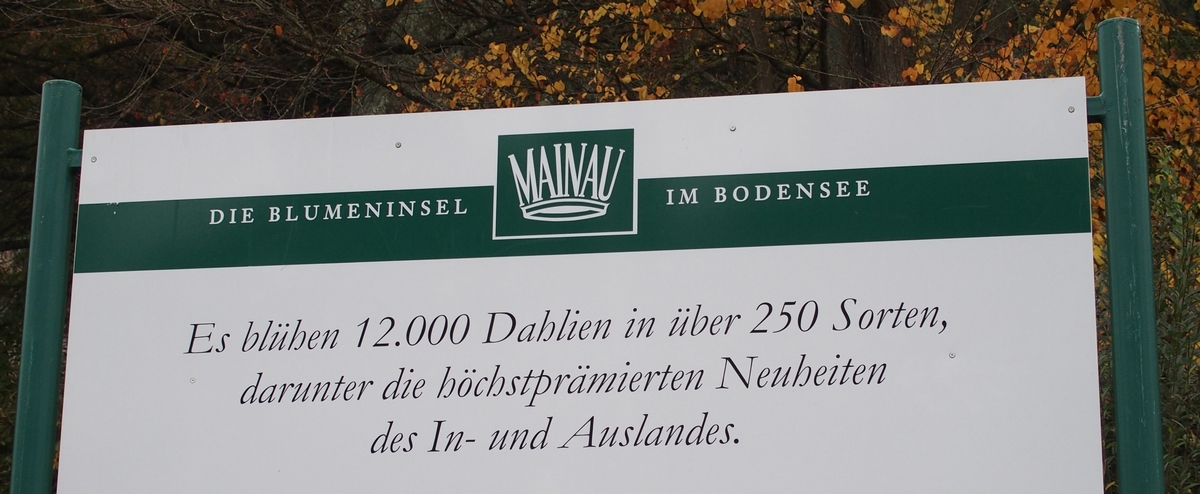 DIE BLUMENINSEL MAINAU IM BODENSEE
Es blühen 12.000 Dahlien in über 250 Sorten,
darunter die höchstprämierten Neuheiten
des In- und Auslandes.